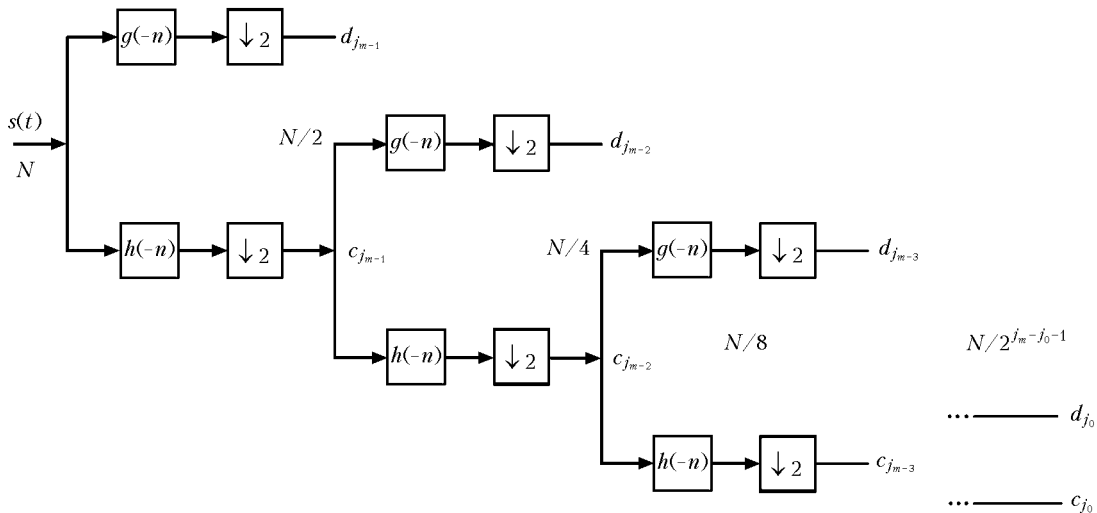 g(-n) ↓2 d_{j_{m-1}}
s(t)
N
N/2 g(-n) ↓2 d_{j_{m-2}}
h(-n) ↓2 c_{j_{m-1}}
N/4 g(-n) ↓2 d_{j_{m-3}}
h(-n) ↓2 c_{j_{m-2}}
N/8
N/2^{j_m-j_0-1}
... d_{j_0}
h(-n) ↓2 c_{j_{m-3}}
... c_{j_0}